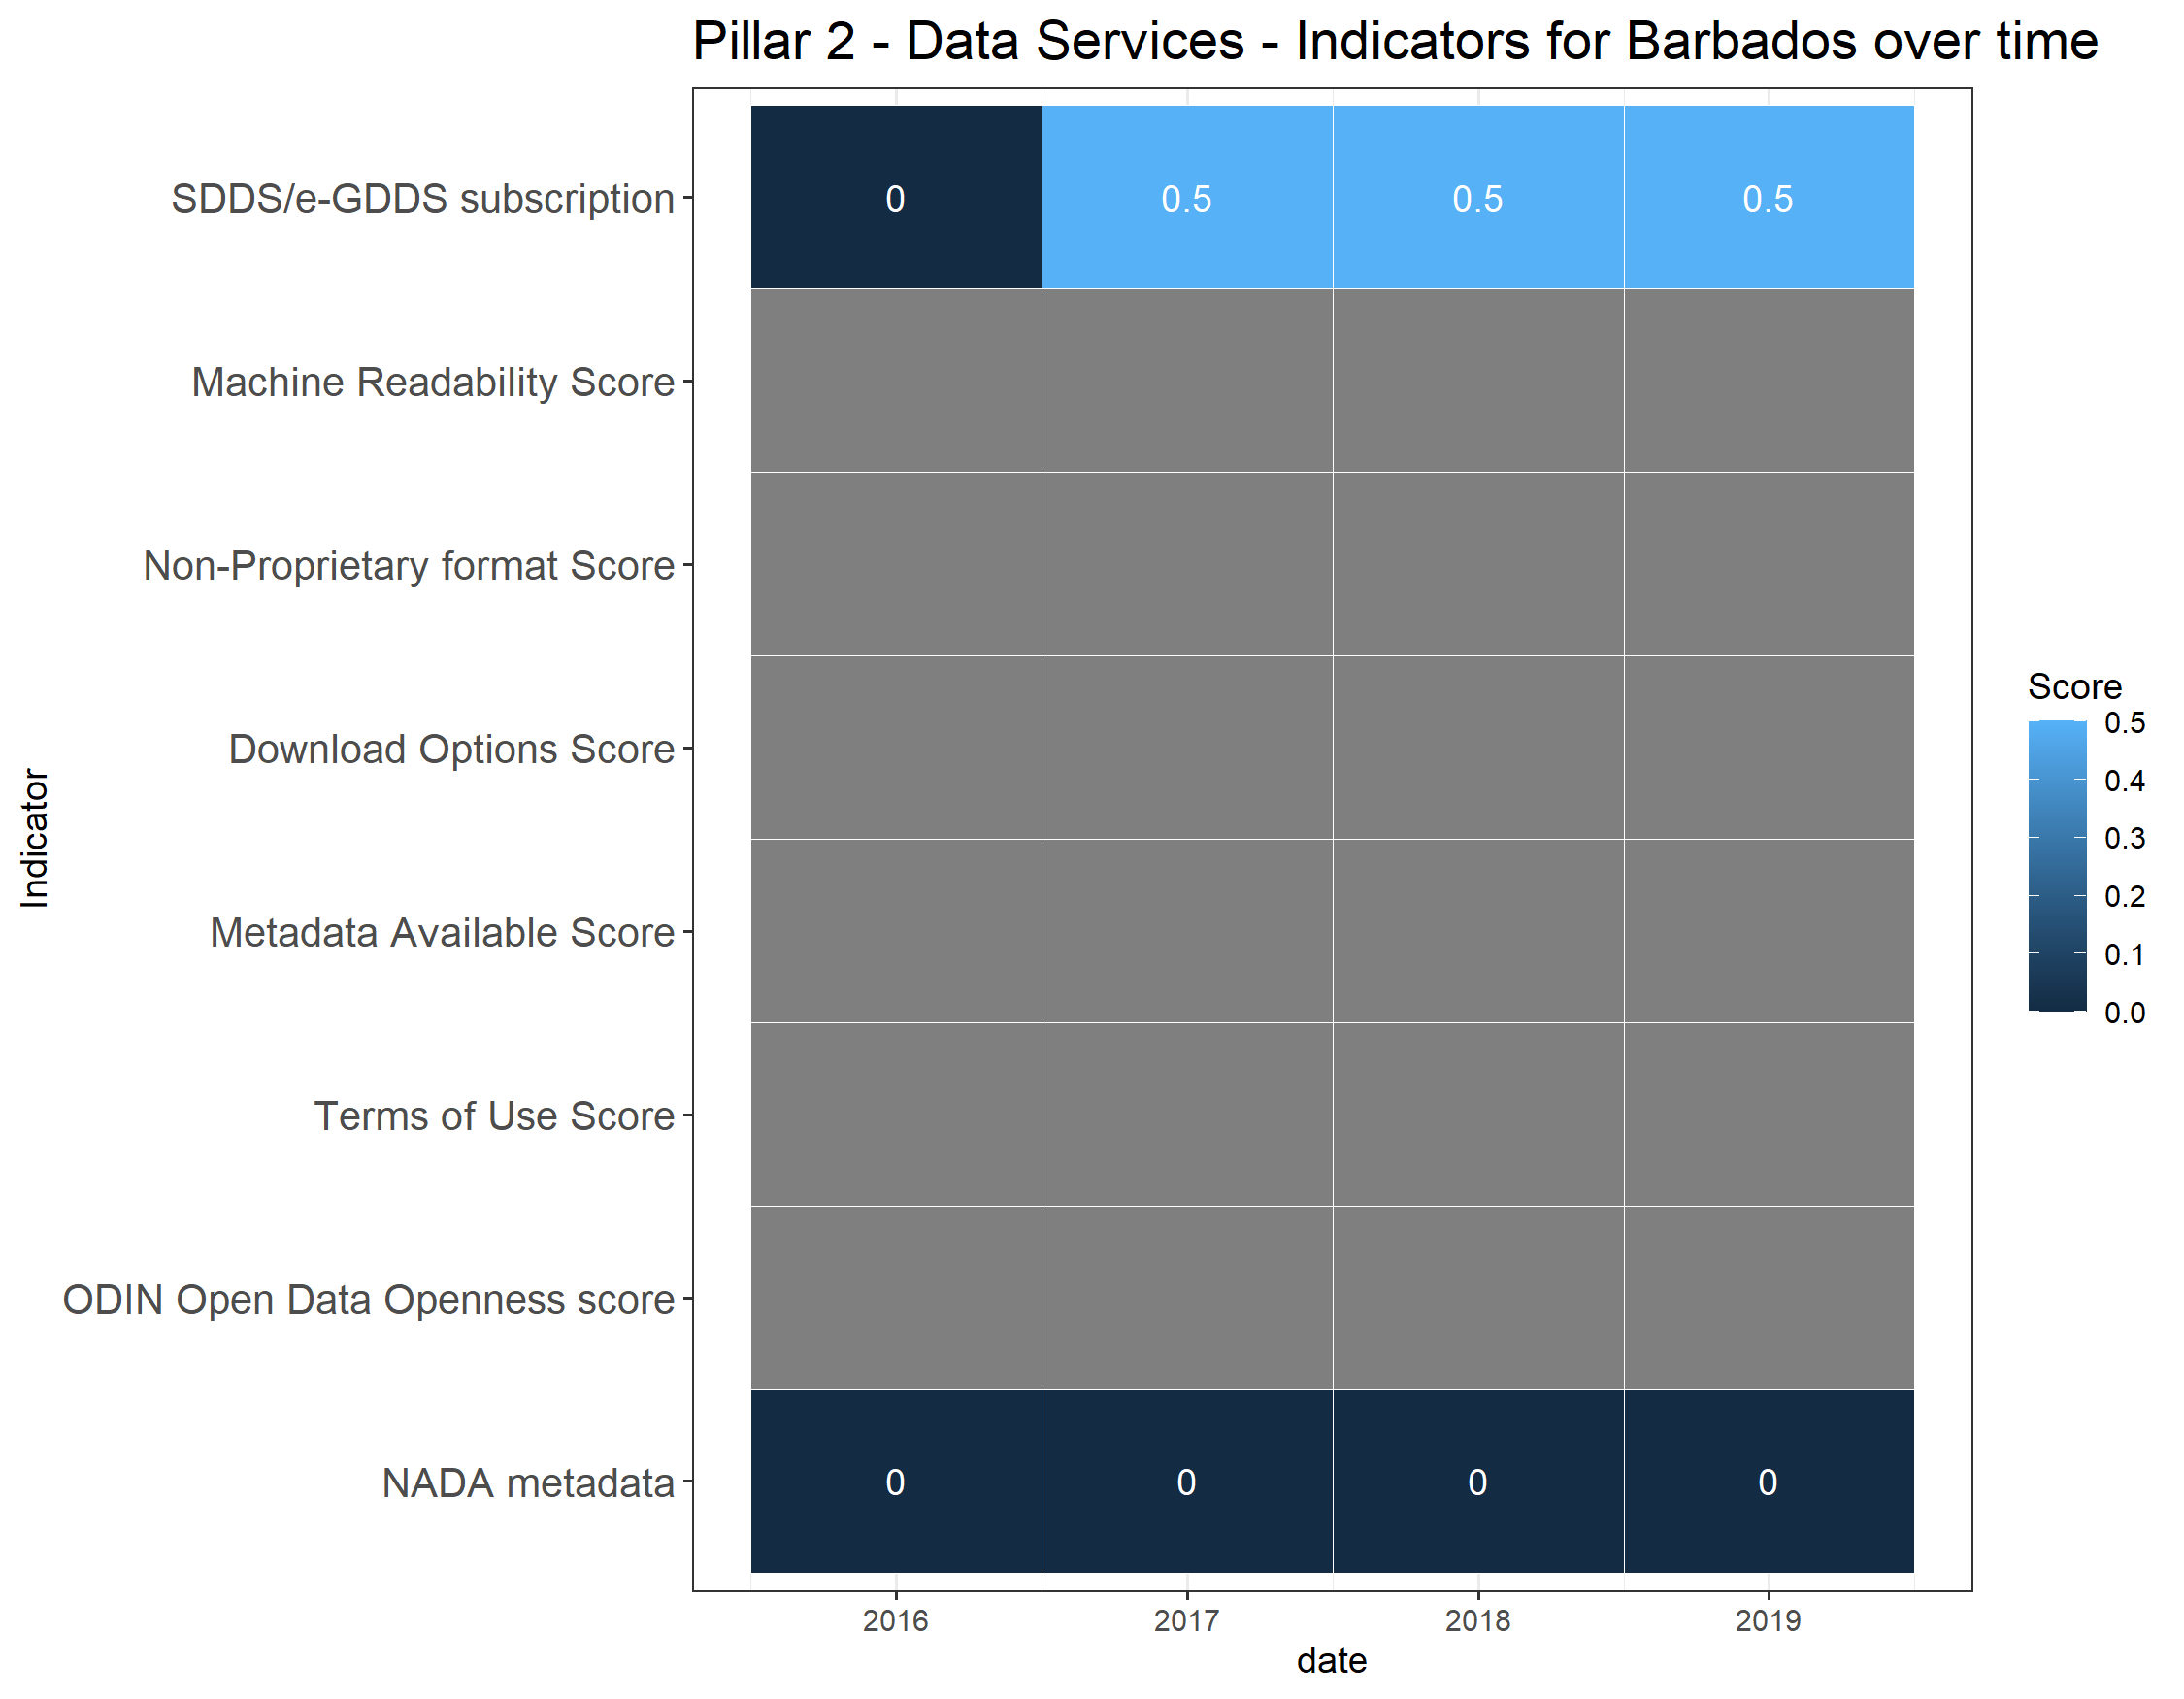 Pillar 2 - Data Services - Indicators for Barbados over time
Indicator
SDDS/e-GDDS subscription
0 0.5 0.5 0.5
Machine Readability Score
Non-Proprietary format Score
Download Options Score
Metadata Available Score
Terms of Use Score
ODIN Open Data Openness score
NADA metadata
0 0 0 0
2016 2017 2018 2019
date
Score
0.5
0.4
0.3
0.2
0.1
0.0